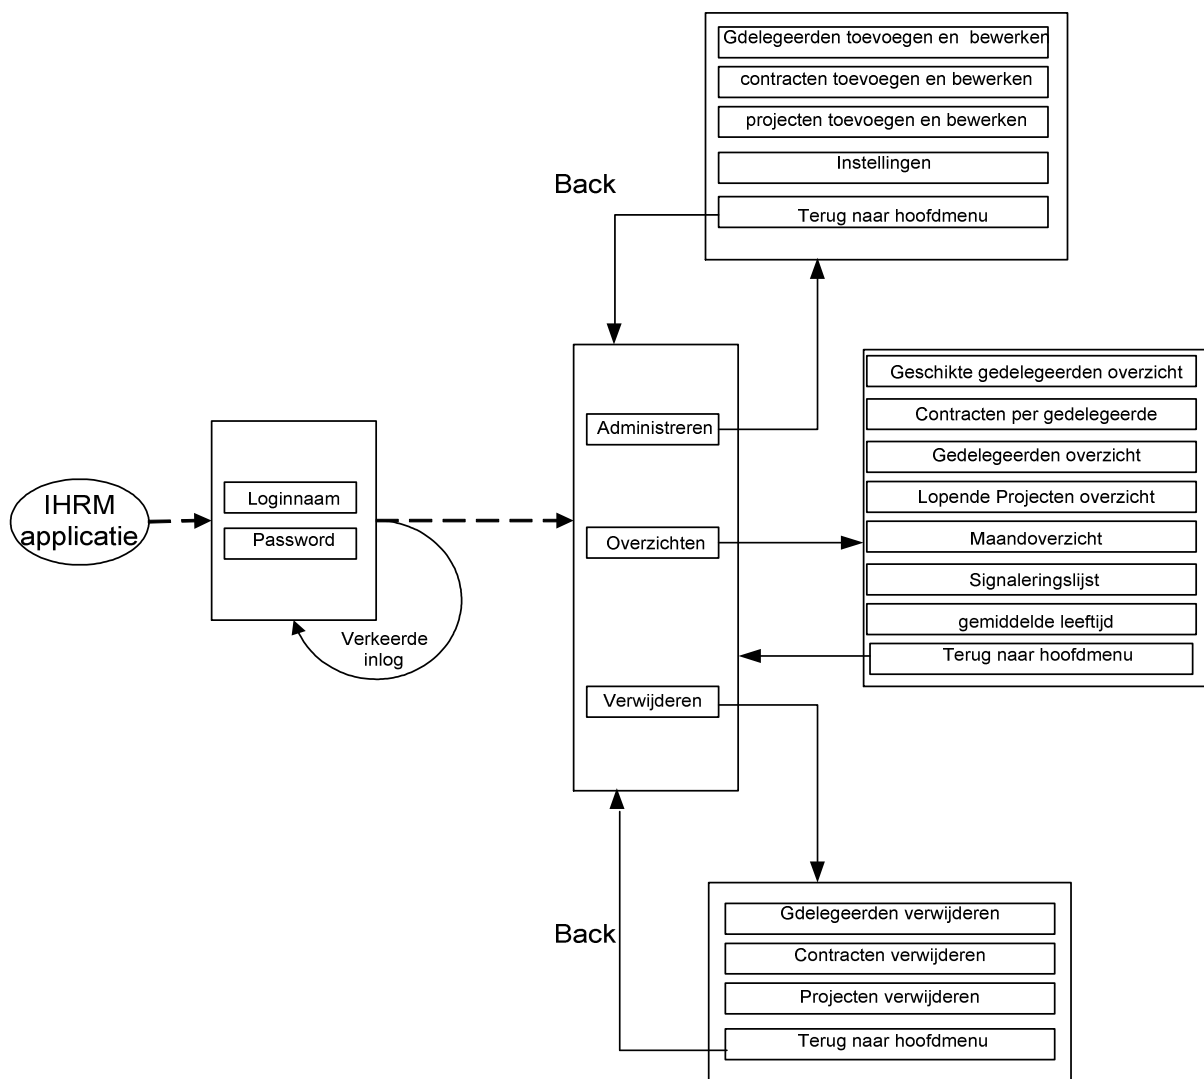 IHRM
applicatie
Loginnaam
Password
Verkeerde
inlog
Administreren
Overzichten
Verwijderen
Back
Gdelegeerden toevoegen en bewerken
contracten toevoegen en bewerken
projecten toevoegen en bewerken
Instellingen
Terug naar hoofdmenu
Geschikte gedelegeerden overzicht
Contracten per gedelegeerde
Gedelegeerden overzicht
Lopende Projecten overzicht
Maandoverzicht
Signaleringslijst
gemiddelde leeftijd
Terug naar hoofdmenu
Back
Gdelegeerden verwijderen
Contracten verwijderen
Projecten verwijderen
Terug naar hoofdmenu